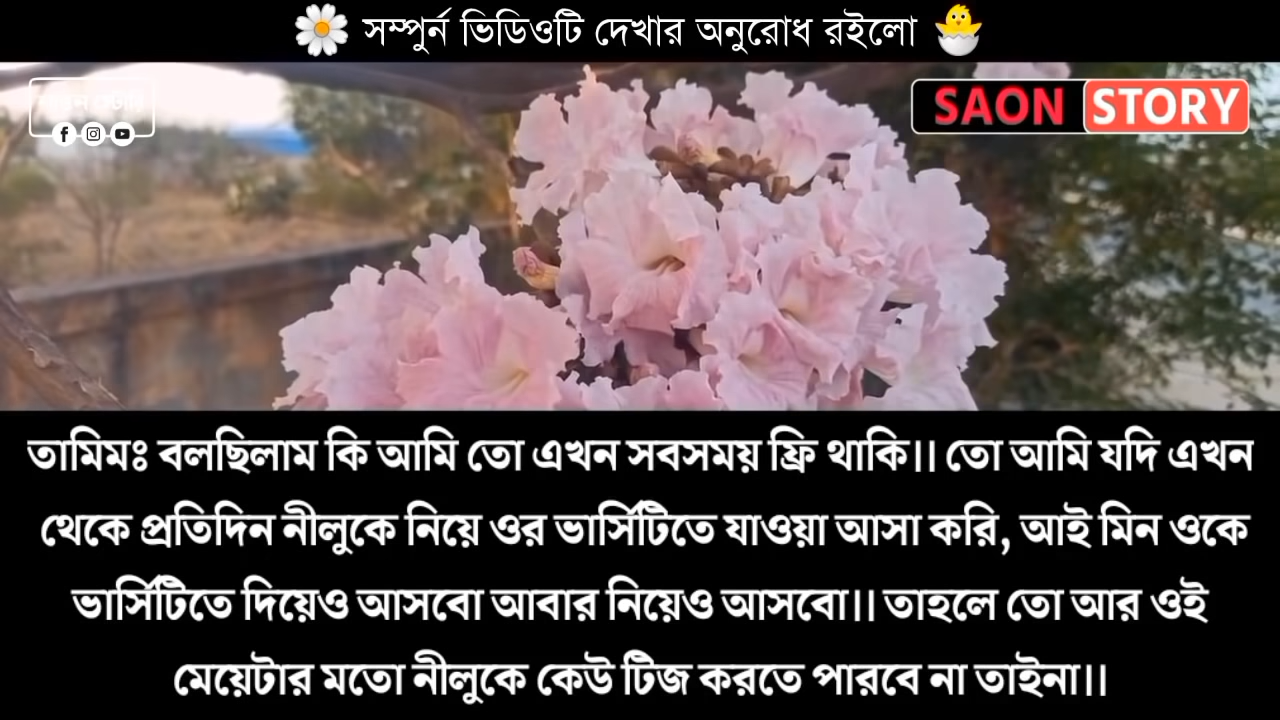 সম্পুর্ন ভিডিওটি দেখার অনুরোধ রইলো
SAON STORY
তামিমঃ বলছিলাম কি আমি তো এখন সবসময় ফ্রি থাকি।। তো আমি যদি এখন
থেকে প্রতিদিন নীলুকে নিয়ে ওর ভার্সিটিতে যাওয়া আসা করি, আই মিন ওকে
ভার্সিটিতে দিয়েও আসবো আবার নিয়েও আসবো।। তাহলে তো আর ওই
মেয়েটার মতো নীলুকে কেউ টিজ করতে পারবে না তাইনা।।